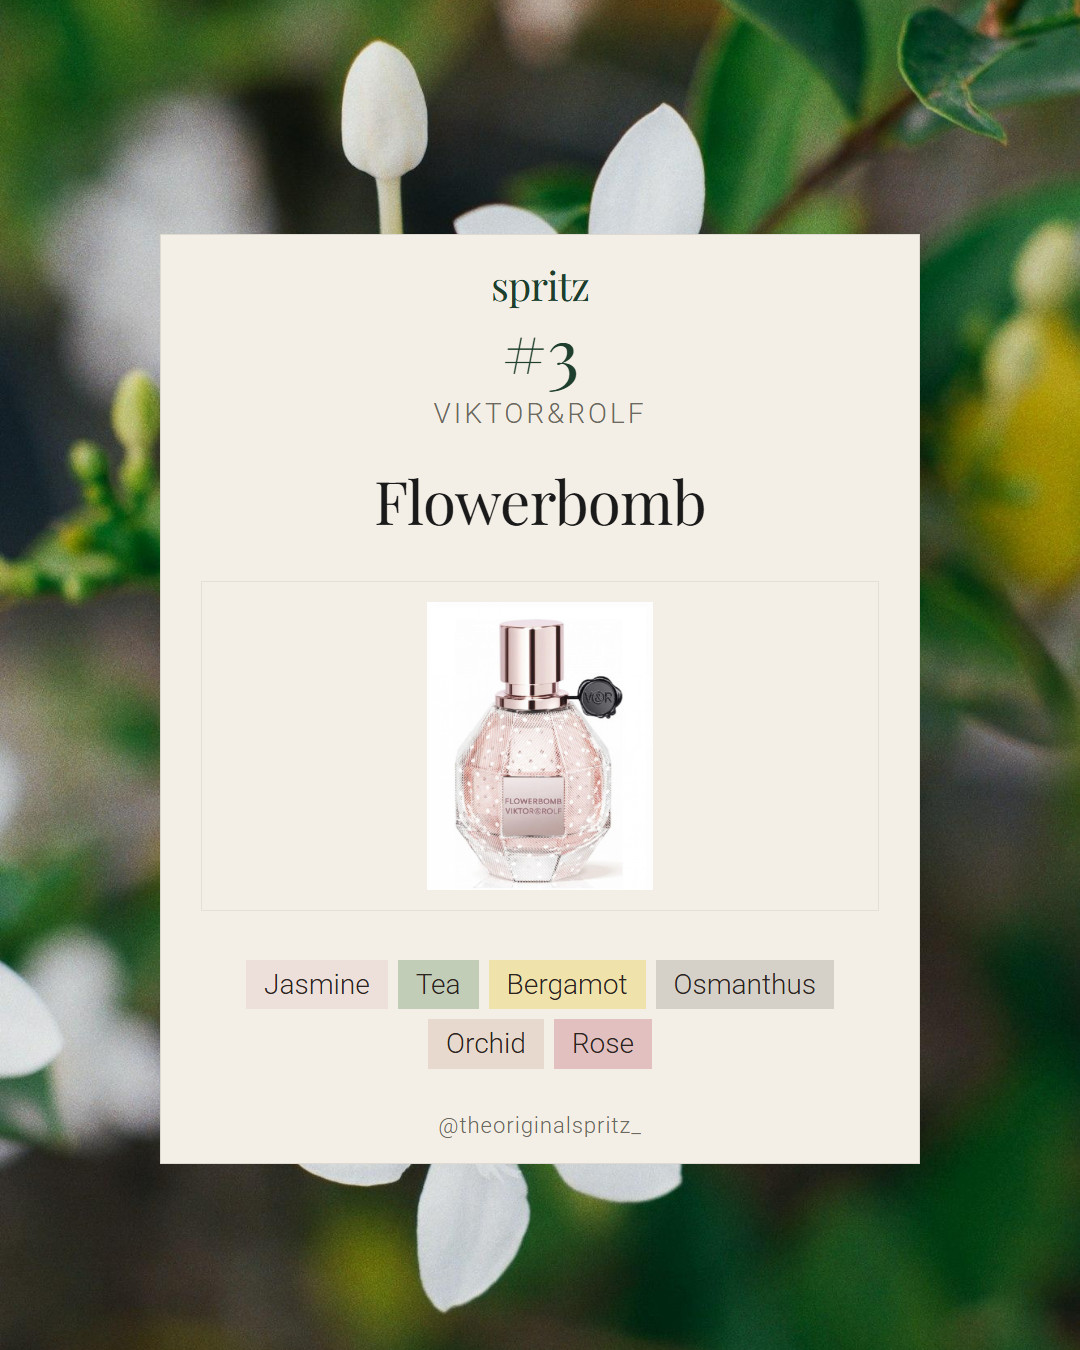 spritz
#3
VIKTOR&ROLF
Flowerbomb
V&R
FLOWERBOMB
VIKTOR&ROLF
Jasmine Tea Bergamot Osmanthus
Orchid Rose
@theoriginalspritz_